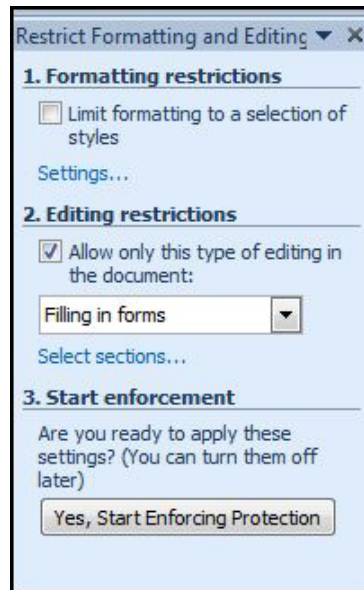 Restrict Formatting and Editing
1. Formatting restrictions
Limit formatting to a selection of
styles
Settings...
2. Editing restrictions
Allow only this type of editing in
the document:
Filling in forms
Select sections...
3. Start enforcement
Are you ready to apply these
settings? (You can turn them off
later)
Yes, Start Enforcing Protection